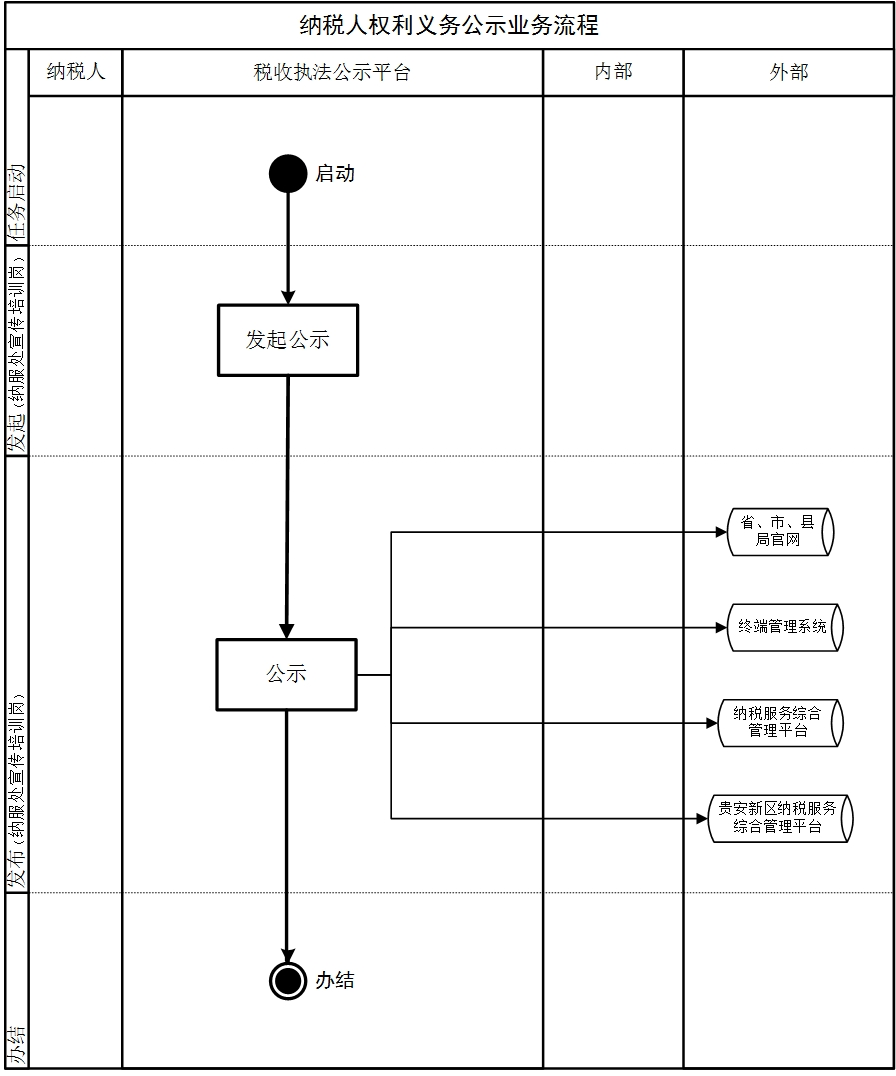 纳税人权利义务公示业务流程
纳税人
税收执法公示平台
内部
外部
任务启动
启动
发起（纳服处宣传培训岗）
发起公示
发布（纳服处宣传培训岗）
公示
省、市、县
局官网
终端管理系统
纳税服务综合
管理平台
贵安新区纳税服务
综合管理平台
办结
办结